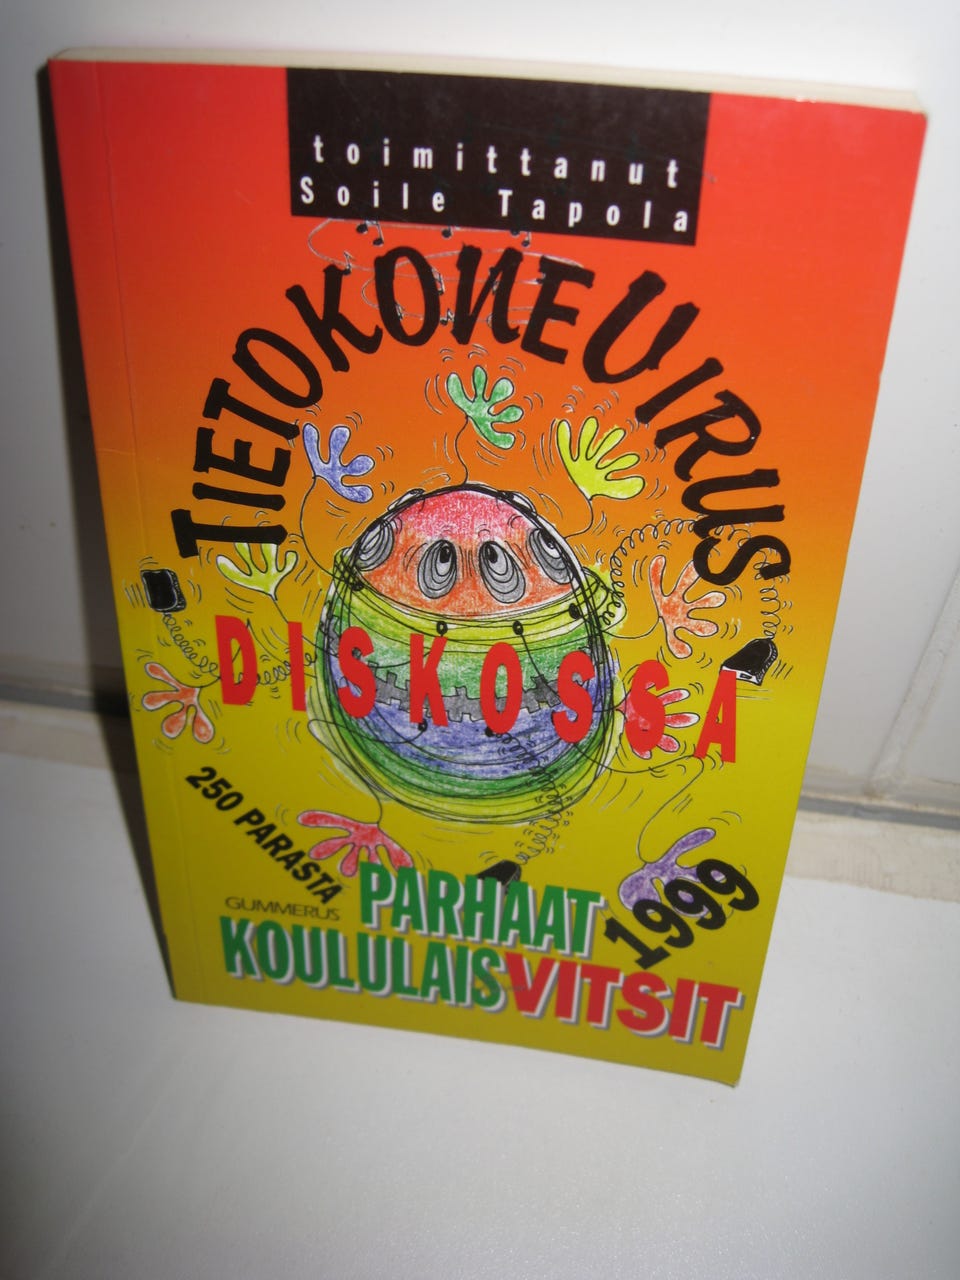 toimittanut
Soile Tapola
TIETOKONEVIRUS
DISKOSSA
250 PARASTA
GUMMERUS
PARHAAT
1999
KOULULAISVITSIT